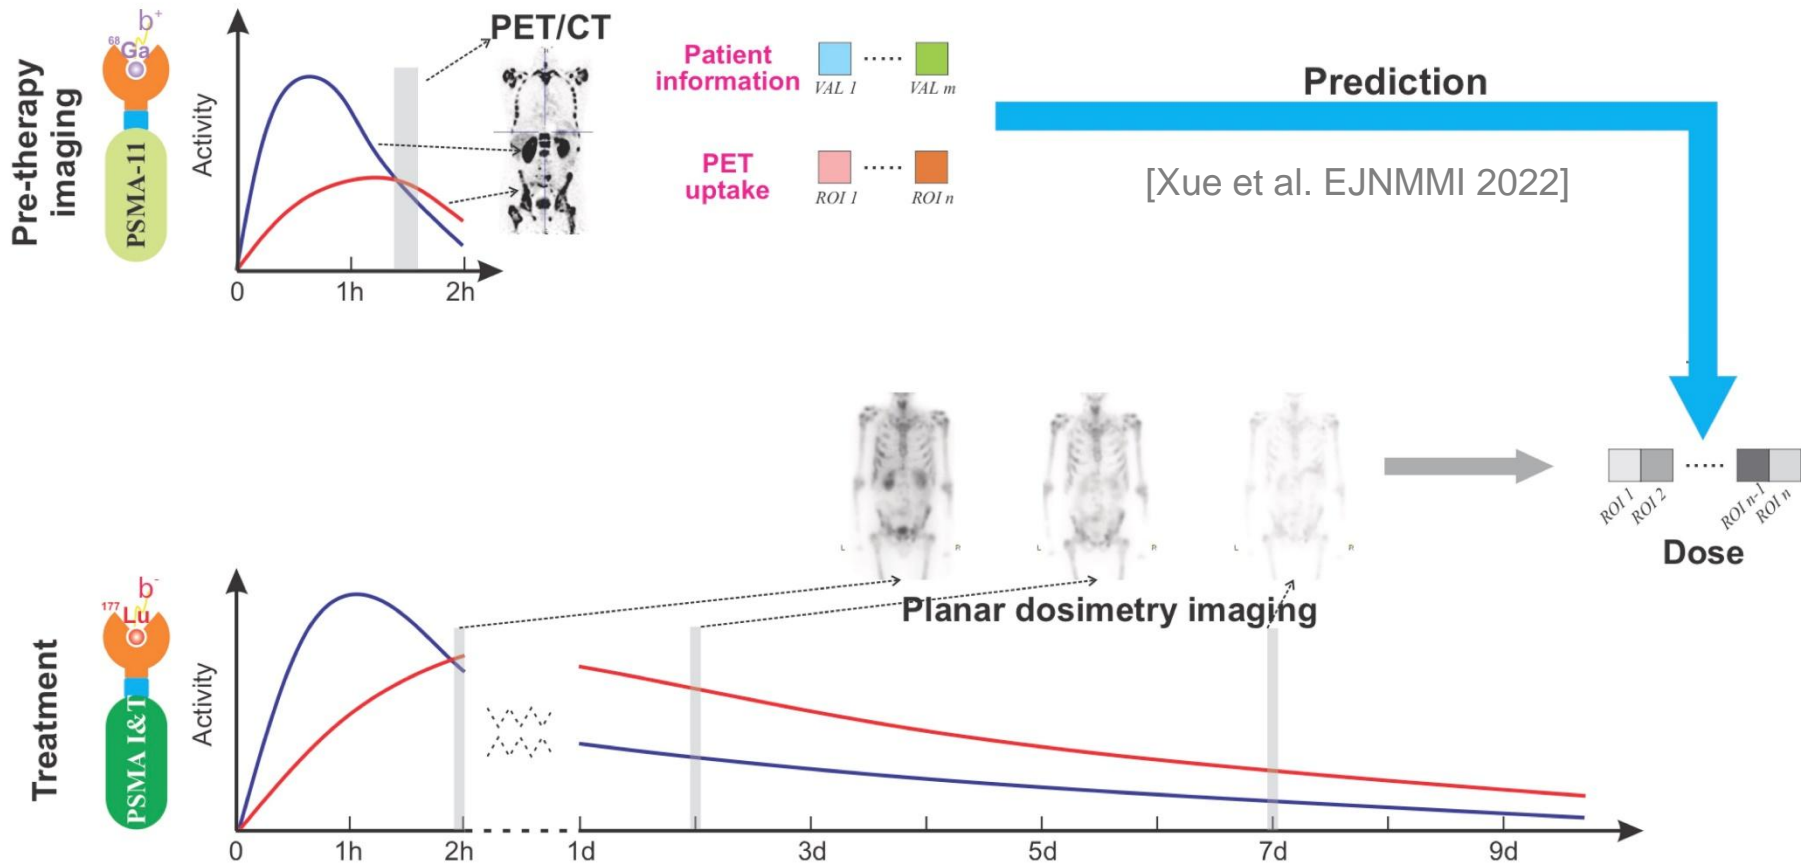 Pre-therapy
imaging
b+
68Ga
PSMA-11
Activity
0
1h
2h
PET/CT
Patient
information
VAL 1
.....
VAL m
PET
uptake
ROI 1
.....
ROI n
Prediction
[Xue et al. EJNMMI 2022]
L
R
L
R
L
R
Planar dosimetry imaging
.....
ROI 1
ROI 2
ROI n-1
ROI n
Dose
Treatment
b-
177Lu
PSMA I&T
Activity
0
1h
2h
1d
3d
5d
7d
9d